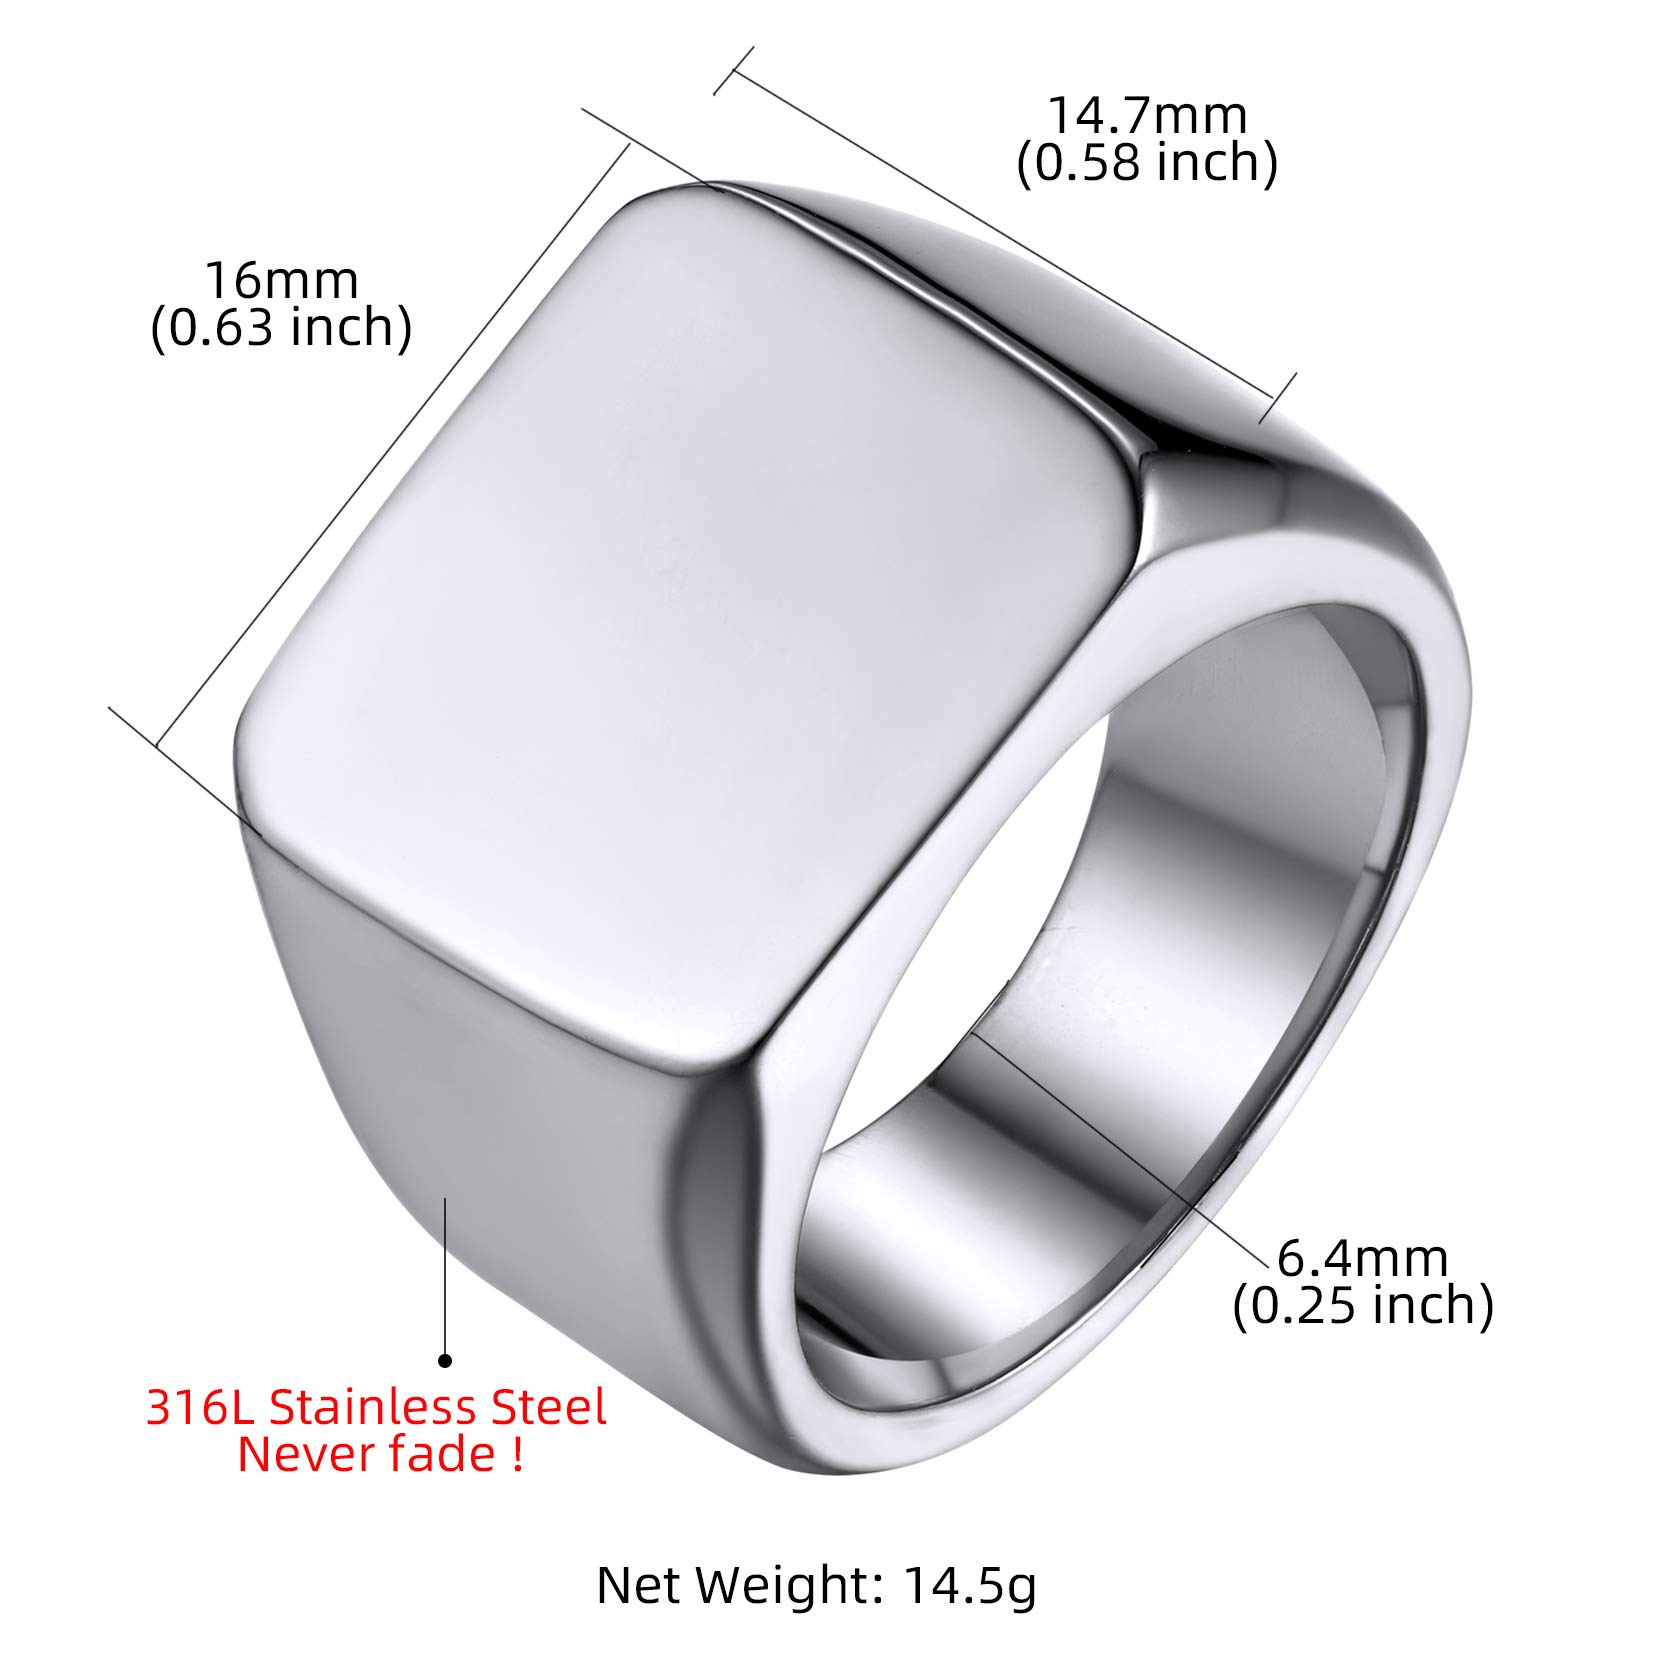 14.7mm
(0.58 inch)
16mm
(0.63 inch)
6.4mm
(0.25 inch)
316L Stainless Steel
Never fade !
Net Weight: 14.5g